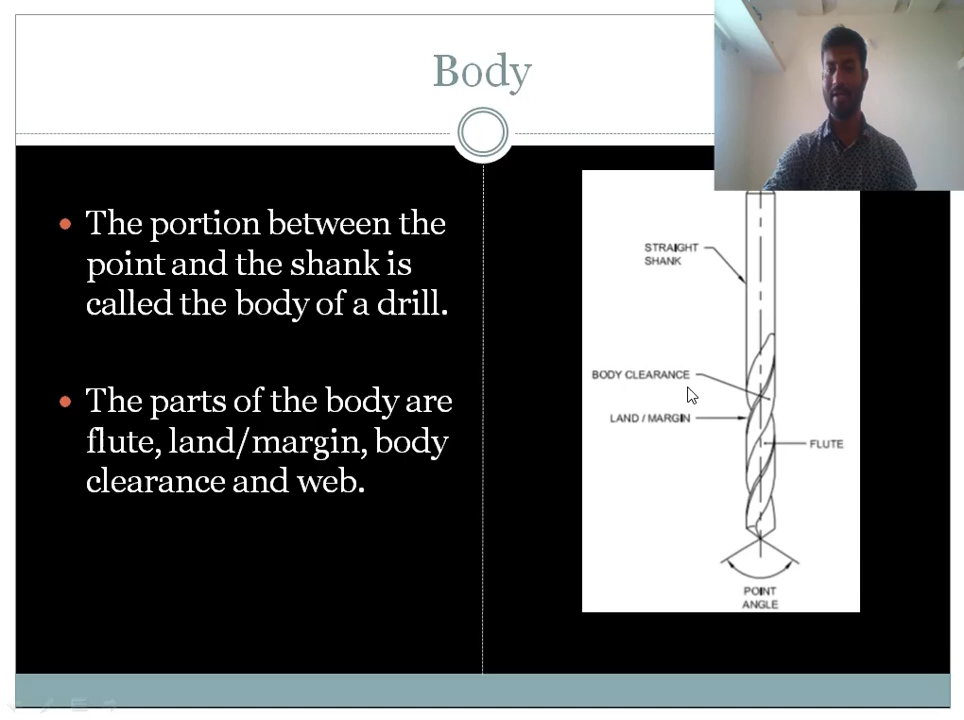 Body
The portion between the
point and the shank is
called the body of a drill.
The parts of the body are
flute, land/margin, body
clearance and web.
STRAIGHT
SHANK
BODY CLEARANCE
LAND / MARGIN
FLUTE
POINT
ANGLE